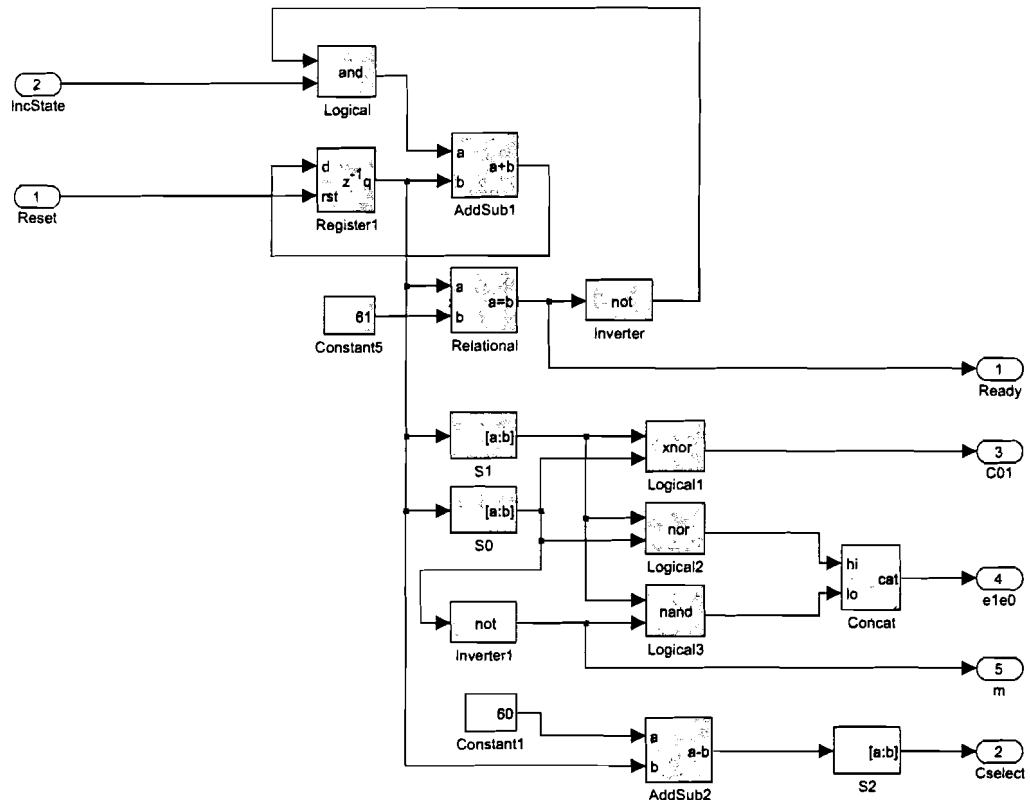 2
IncState
and
Logical
1
Reset
d
rst
z-1 q
Register1
a
b
a+b
AddSub1
61
Constant5
a
b
a=b
Relational
not
Inverter
1
Ready
[a:b]
S1
[a:b]
S0
xnor
Logical1
3
C01
nor
Logical2
nand
Logical3
hi
lo
cat
Concat
4
e1e0
not
Inverter1
5
m
60
Constant1
a
b
a-b
AddSub2
[a:b]
S2
2
Cselect